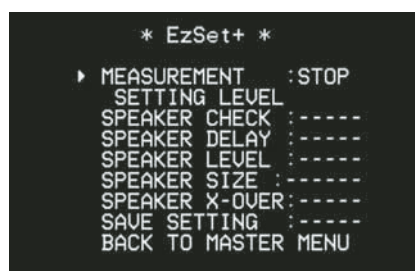 * EzSet+ *
▸ MEASUREMENT :STOP
SETTING LEVEL
SPEAKER CHECK :-----
SPEAKER DELAY :-----
SPEAKER LEVEL :-----
SPEAKER SIZE :------
SPEAKER X-OVER:-----
SAVE SETTING :-----
BACK TO MASTER MENU